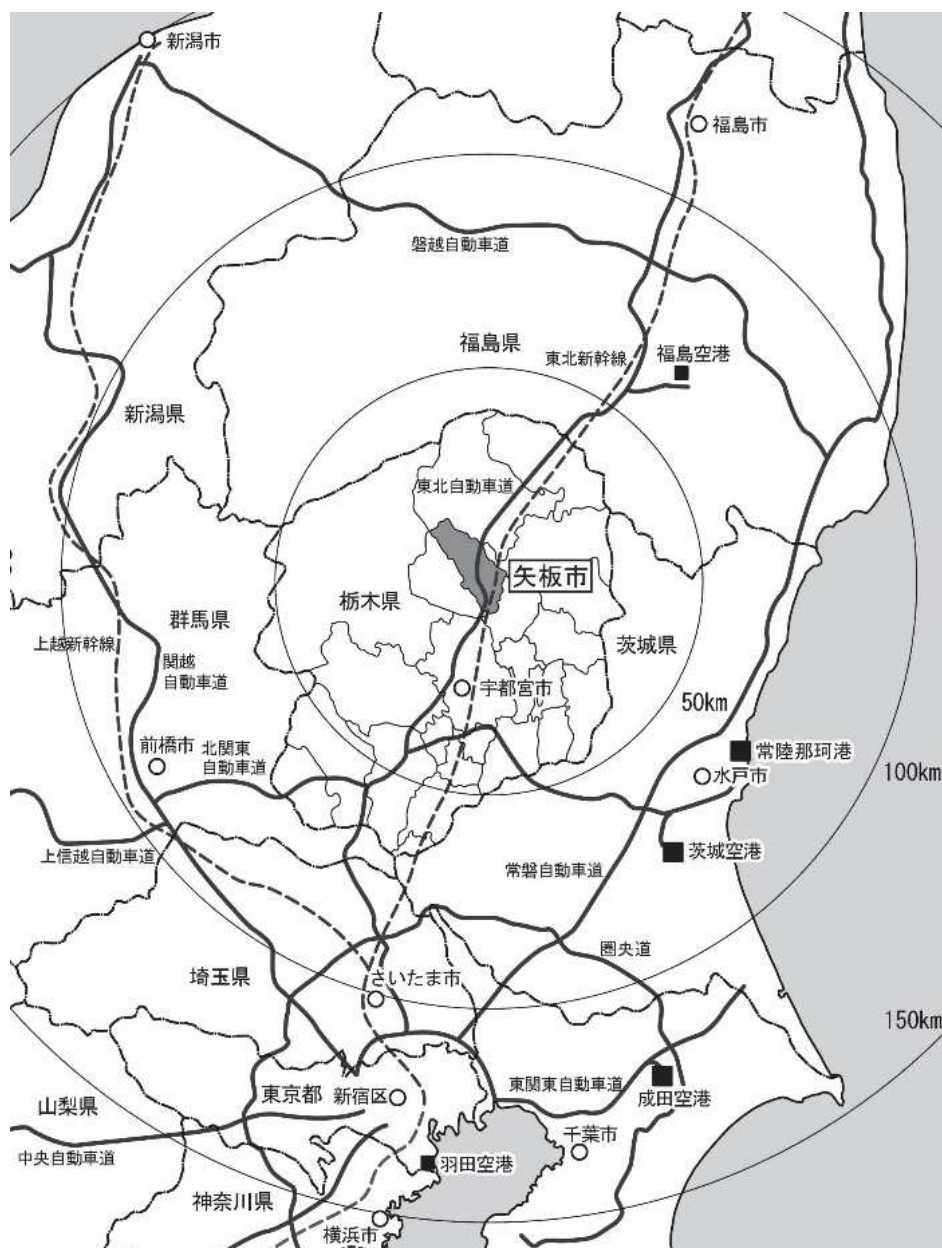 新潟市
福島市
磐越自動車道
福島県
東北新幹線
福島空港
新潟県
東北自動車道
矢板市
栃木県
群馬県
茨城県
上越新幹線
関越
自動車道
宇都宮市
50km
前橋市
北関東
自動車道
常陸那珂港
水戸市
100km
上信越自動車道
茨城空港
常磐自動車道
圏央道
埼玉県
さいたま市
150km
東関東自動車道
成田空港
東京都
新宿区
山梨県
千葉市
中央自動車道
羽田空港
神奈川県
横浜市